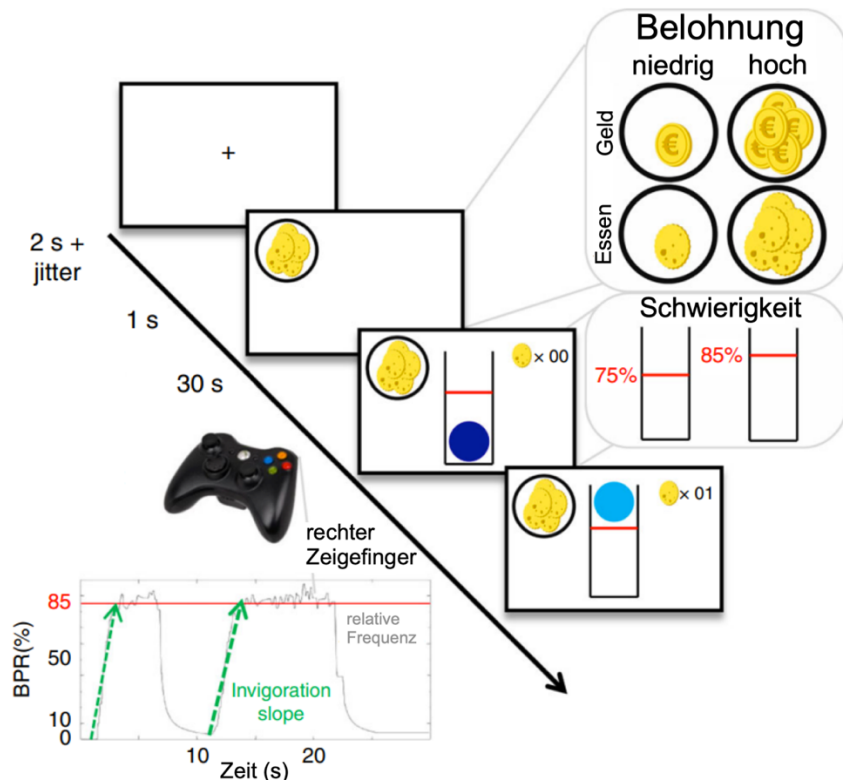 Belohnung
niedrig hoch
Geld
€ €
€ € €
Essen
+
2 s +
jitter
1 s
30 s
× 00
Schwierigkeit
75%
85%
× 01
rechter
Zeigefinger
85
50
10
0
BPR(%)
relative
Frequenz
Invigoration
slope
10 20
Zeit (s)